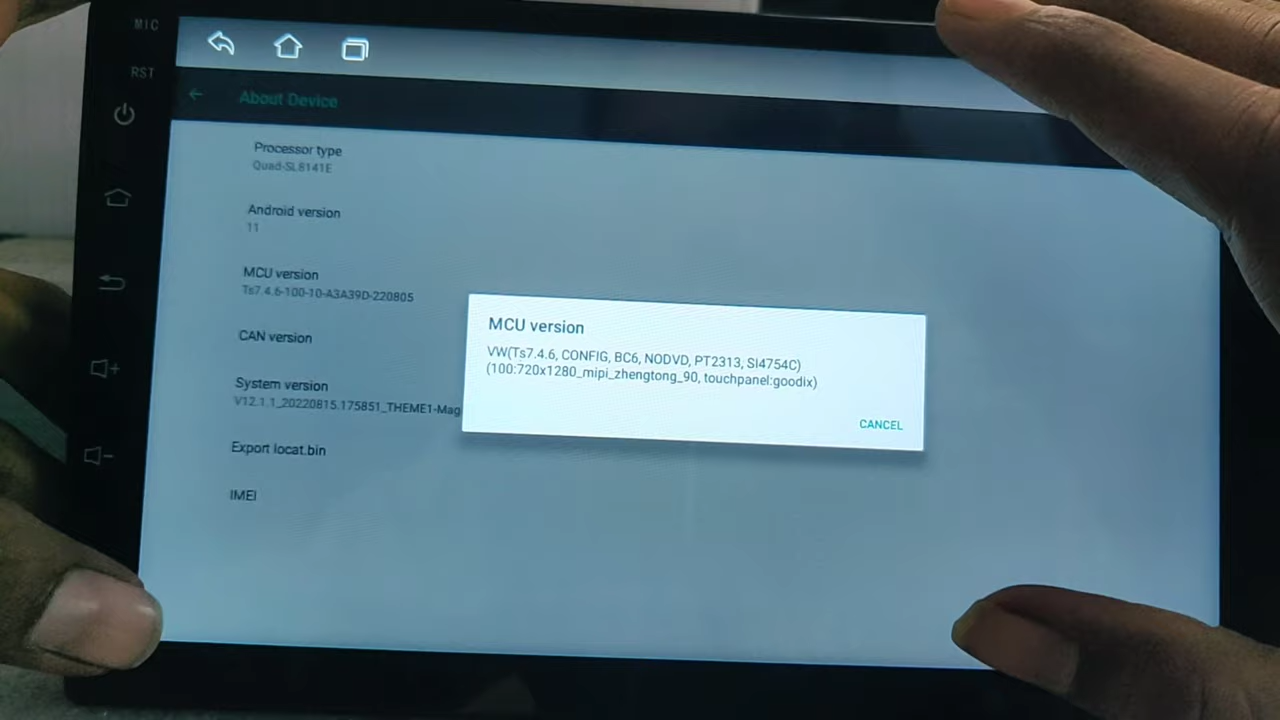 MIC
RST
About Device
Processor type
Quad-SL8141E
Android version
11
MCU version
Ts7.4.6-100-10-A3A39D-220805
CAN version
System version
V12.1.1_20220815.175851_THEME1-Mag
Export locat.bin
IMEI
MCU version
VW(Ts7.4.6, CONFIG, BC6, NODVD, PT2313, SI4754C)
(100:720x1280_mipi_zhengtong_90, touchpanel:goodix)
CANCEL